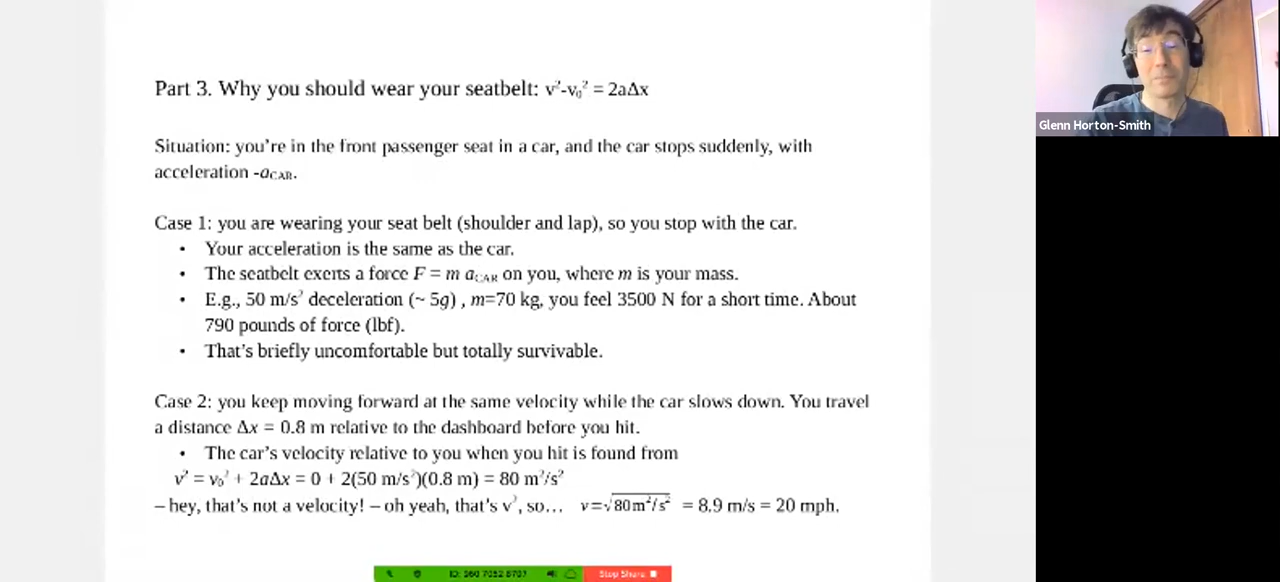 Part 3. Why you should wear your seatbelt: v²-v₀² = 2aΔx
Glenn Horton-Smith
Situation: you're in the front passenger seat in a car, and the car stops suddenly, with
acceleration -aCAR.
Case 1: you are wearing your seat belt (shoulder and lap), so you stop with the car.
• Your acceleration is the same as the car.
• The seatbelt exerts a force F = m aCAR on you, where m is your mass.
• E.g., 50 m/s² deceleration (~ 5g) , m=70 kg, you feel 3500 N for a short time. About
790 pounds of force (lbf).
• That's briefly uncomfortable but totally survivable.
Case 2: you keep moving forward at the same velocity while the car slows down. You travel
a distance Δx = 0.8 m relative to the dashboard before you hit.
• The car's velocity relative to you when you hit is found from
v² = v₀² + 2aΔx = 0 + 2(50 m/s²)(0.8 m) = 80 m²/s²
– hey, that's not a velocity! – oh yeah, that's v², so… v=√80m²/s² = 8.9 m/s = 20 mph.
Stop Share